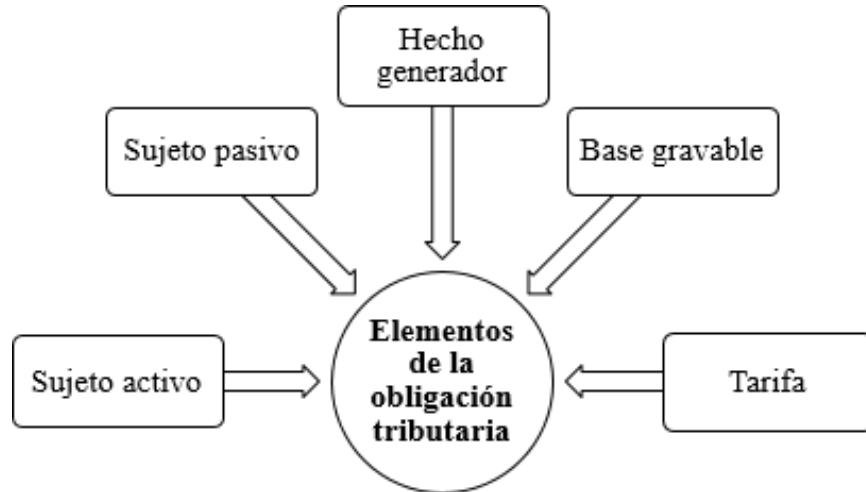 Hecho
generador
Sujeto pasivo
Base gravable
Elementos
de la
obligación
tributaria
Sujeto activo
Tarifa